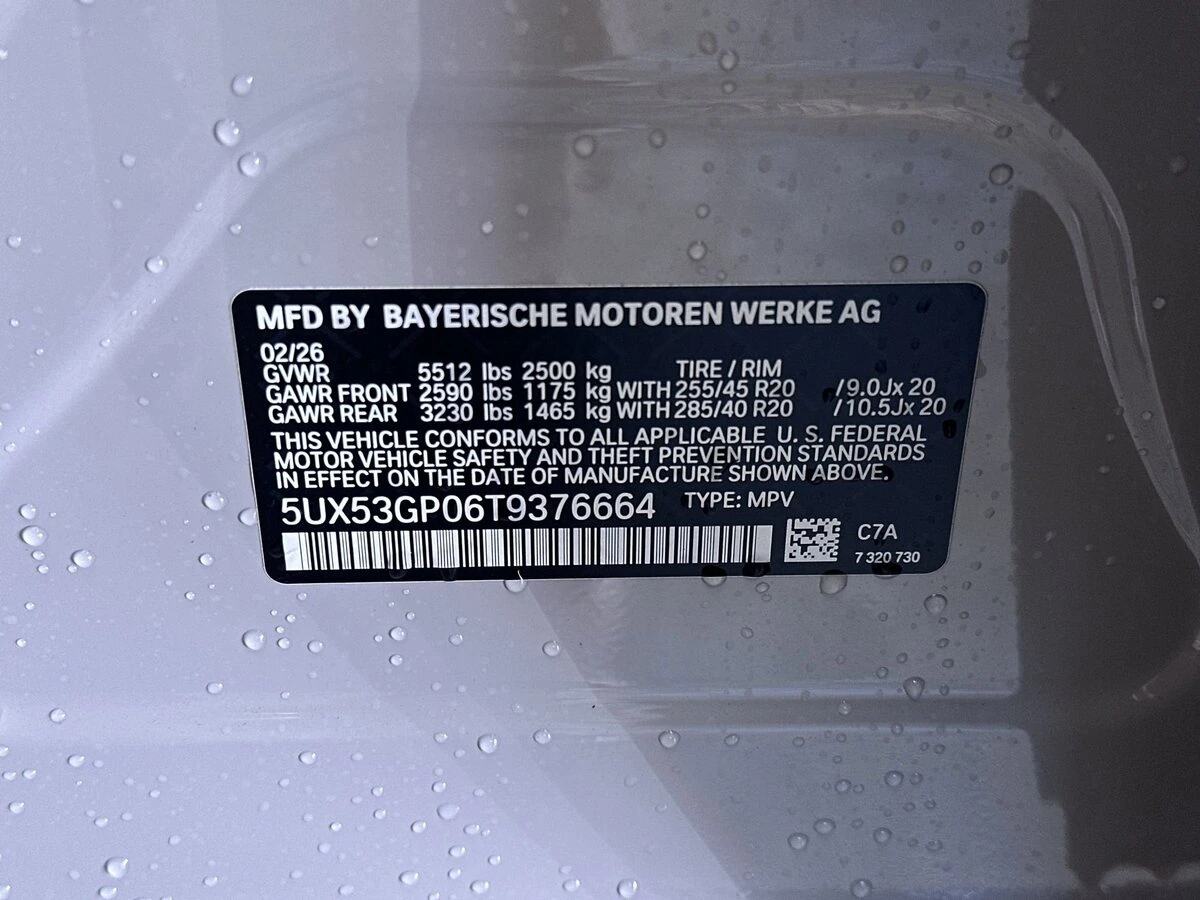 MFD BY BAYERISCHE MOTOREN WERKE AG
02/26
GVWR 5512 lbs 2500 kg TIRE / RIM
GAWR FRONT 2590 lbs 1175 kg WITH 255/45 R20 /9.0Jx 20
GAWR REAR 3230 lbs 1465 kg WITH 285/40 R20 /10.5Jx 20
THIS VEHICLE CONFORMS TO ALL APPLICABLE U. S. FEDERAL
MOTOR VEHICLE SAFETY AND THEFT PREVENTION STANDARDS
IN EFFECT ON THE DATE OF MANUFACTURE SHOWN ABOVE.
5UX53GP06T9376664 TYPE: MPV
C7A
7 320 730